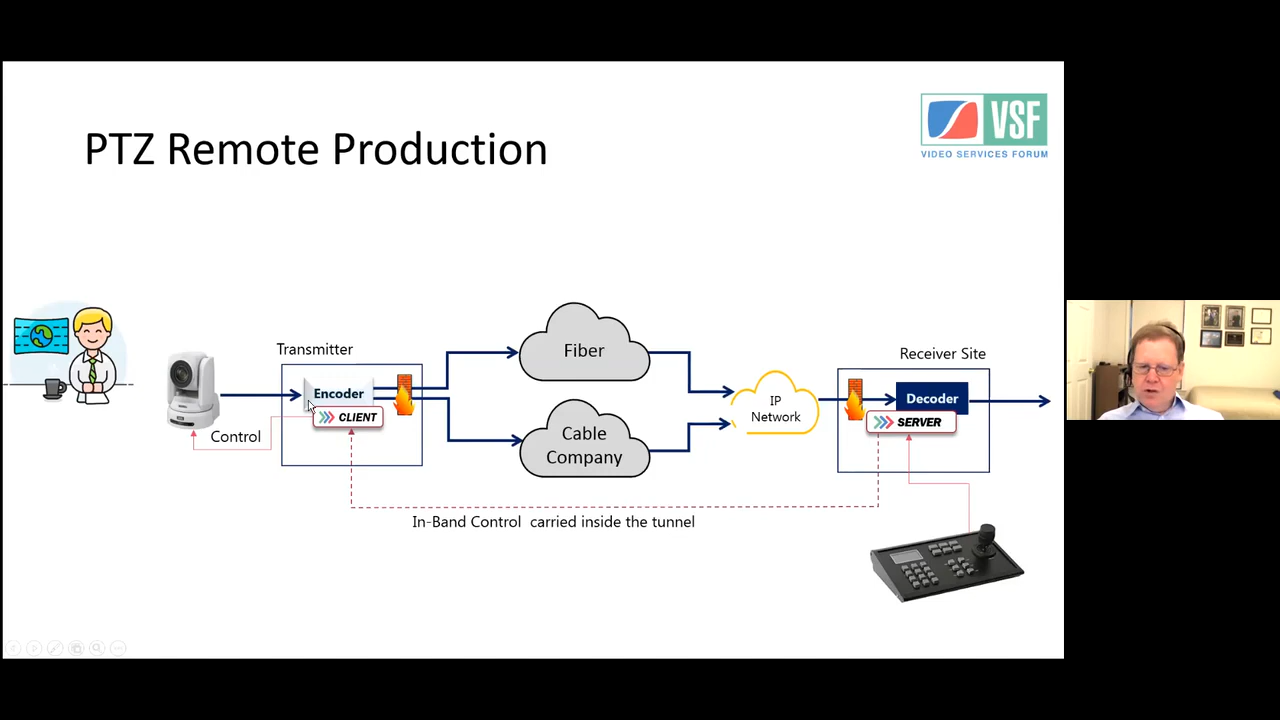 PTZ Remote Production
VSF
VIDEO SERVICES FORUM
Transmitter
Encoder
CLIENT
Control
Fiber
Cable
Company
IP
Network
Receiver Site
Decoder
SERVER
In-Band Control carried inside the tunnel